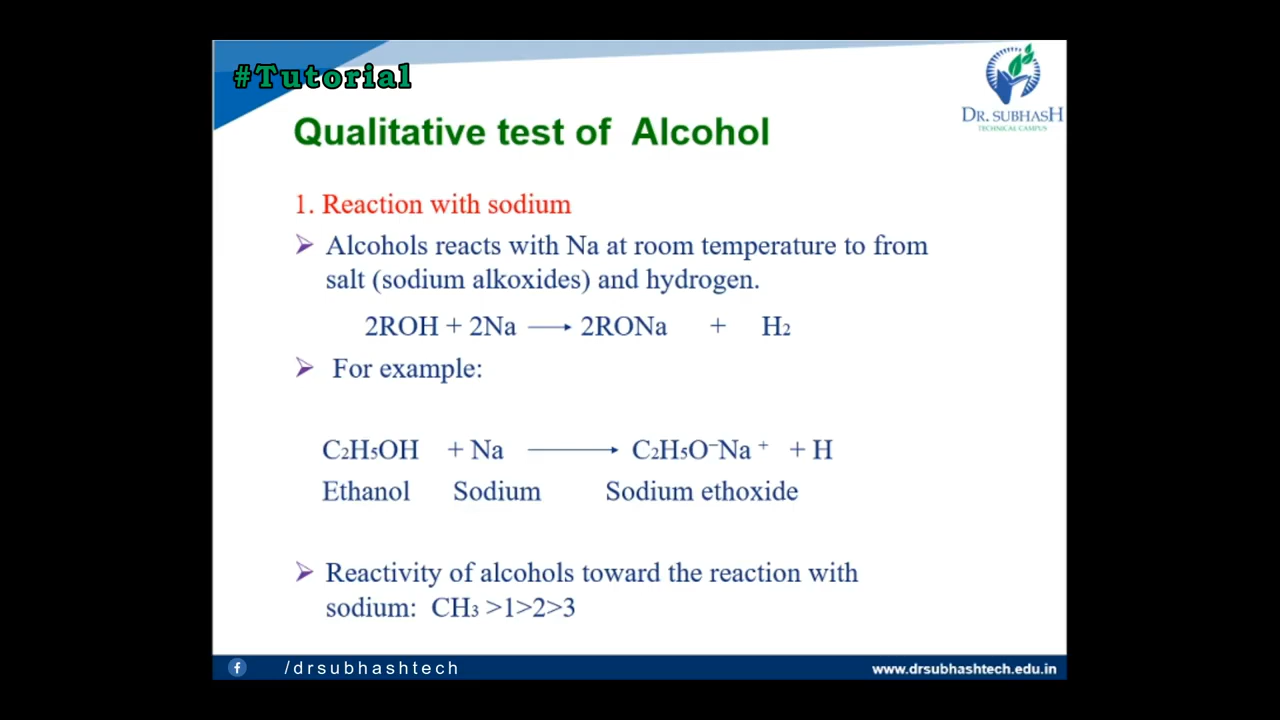 #Tutorial
DR. SUBHASH
TECHNICAL CAMPUS
Qualitative test of Alcohol
1. Reaction with sodium
➢ Alcohols reacts with Na at room temperature to from
salt (sodium alkoxides) and hydrogen.
2ROH + 2Na ⟶ 2RONa + H₂
➢ For example:
C₂H₅OH + Na ⟶ C₂H₅O⁻Na ⁺ + H
Ethanol Sodium Sodium ethoxide
➢ Reactivity of alcohols toward the reaction with
sodium: CH₃ >1>2>3
f /drsubhashtech www.drsubhashtech.edu.in